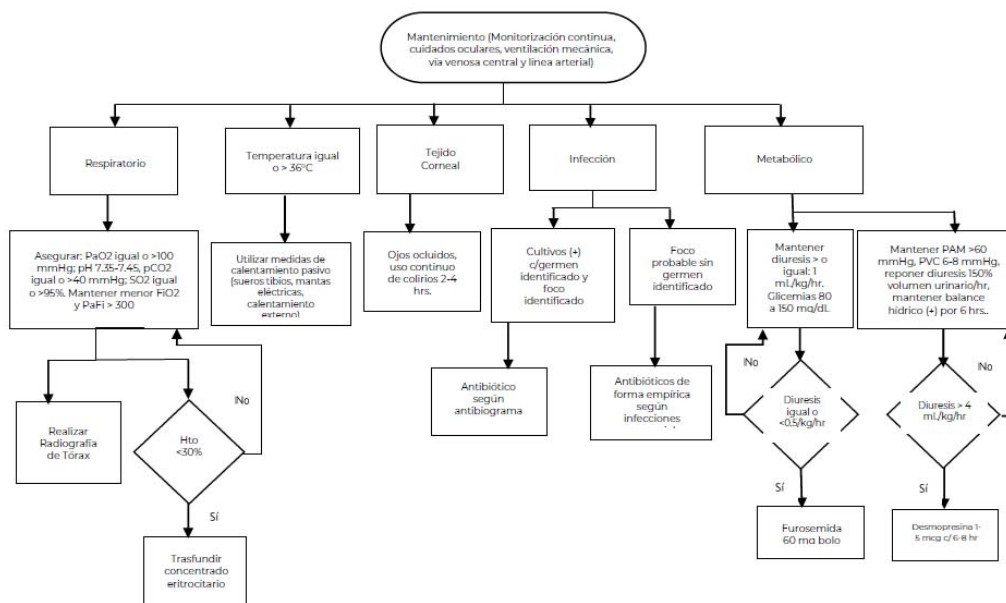 Mantenimiento (Monitorización continua,
cuidados oculares, ventilación mecánica,
vía venosa central y línea arterial)
Respiratorio
Temperatura igual
o > 36°C
Tejido
Corneal
Infección
Metabólico
Asegurar: PaO2 igual o >100
mmHg; pH 7.35-7.45, pCO2
igual o >40 mmHg; SO2 igual
o >95%, Mantener menor FiO2
y PaFi > 300
Utilizar medidas de
calentamiento pasivo
(sueros tibios, mantas
eléctricas,
calentamiento
externo)
Ojos ocluidos,
uso continuo
de colirios 2-4
hrs.
Cultivos (+)
c/germen
identificado y
foco
identificado
Foco
probable sin
germen
identificado
Mantener
diuresis > o
igual: 1
mL/kg/hr.
Glicemias 80
a 150 mg/dL
Mantener PAM >60
mmHg, PVC 6-8 mmHg,
reponer diuresis 150%
volumen urinario/hr,
mantener balance
hídrico (+) por 6 hrs..
Realizar
Radiografía
de Tórax
Hto
<30%
No
Sí
Trasfundir
concentrado
eritrocitario
Antibiótico
según
antibiograma
Antibióticos de
forma empírica
según
infecciones
Diuresis
igual o
<0.5/kg/hr
No
Sí
Furosemida
60 mg bolo
Diuresis > 4
mL/kg/hr
No
Sí
Desmopresina 1-
5 mcg c/ 6-8 hr